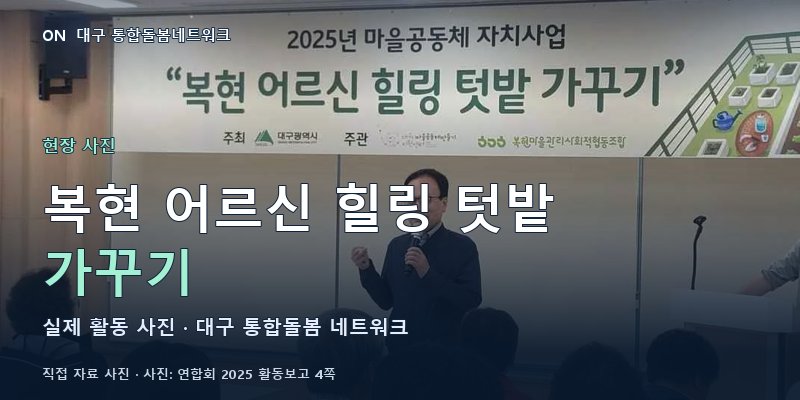 ON 대구 통합돌봄네트워크
2025년 마을공동체 자치사업
“복현 어르신 힐링 텃밭 가꾸기”
주최 대구광역시 주관 복현마을관리사회적협동조합
현장 사진
복현 어르신 힐링 텃밭
가꾸기
실제 활동 사진 · 대구 통합돌봄 네트워크
직접 자료 사진 · 사진: 연합회 2025 활동보고 4쪽